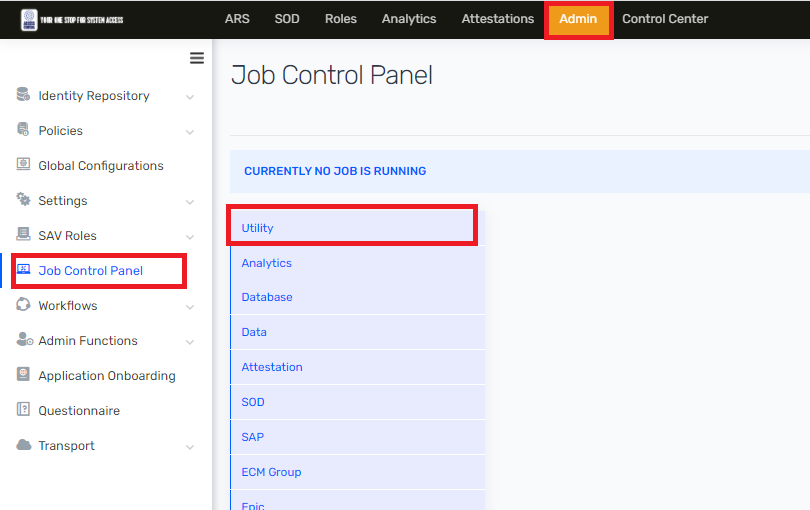 YOUR ONE STOP FOR SYSTEM ACCESS
ARS SOD Roles Analytics Attestations Admin Control Center
Identity Repository
Policies
Global Configurations
Settings
SAV Roles
Job Control Panel
Workflows
Admin Functions
Application Onboarding
Questionnaire
Transport
Job Control Panel
CURRENTLY NO JOB IS RUNNING
Utility
Analytics
Database
Data
Attestation
SOD
SAP
ECM Group
Epic